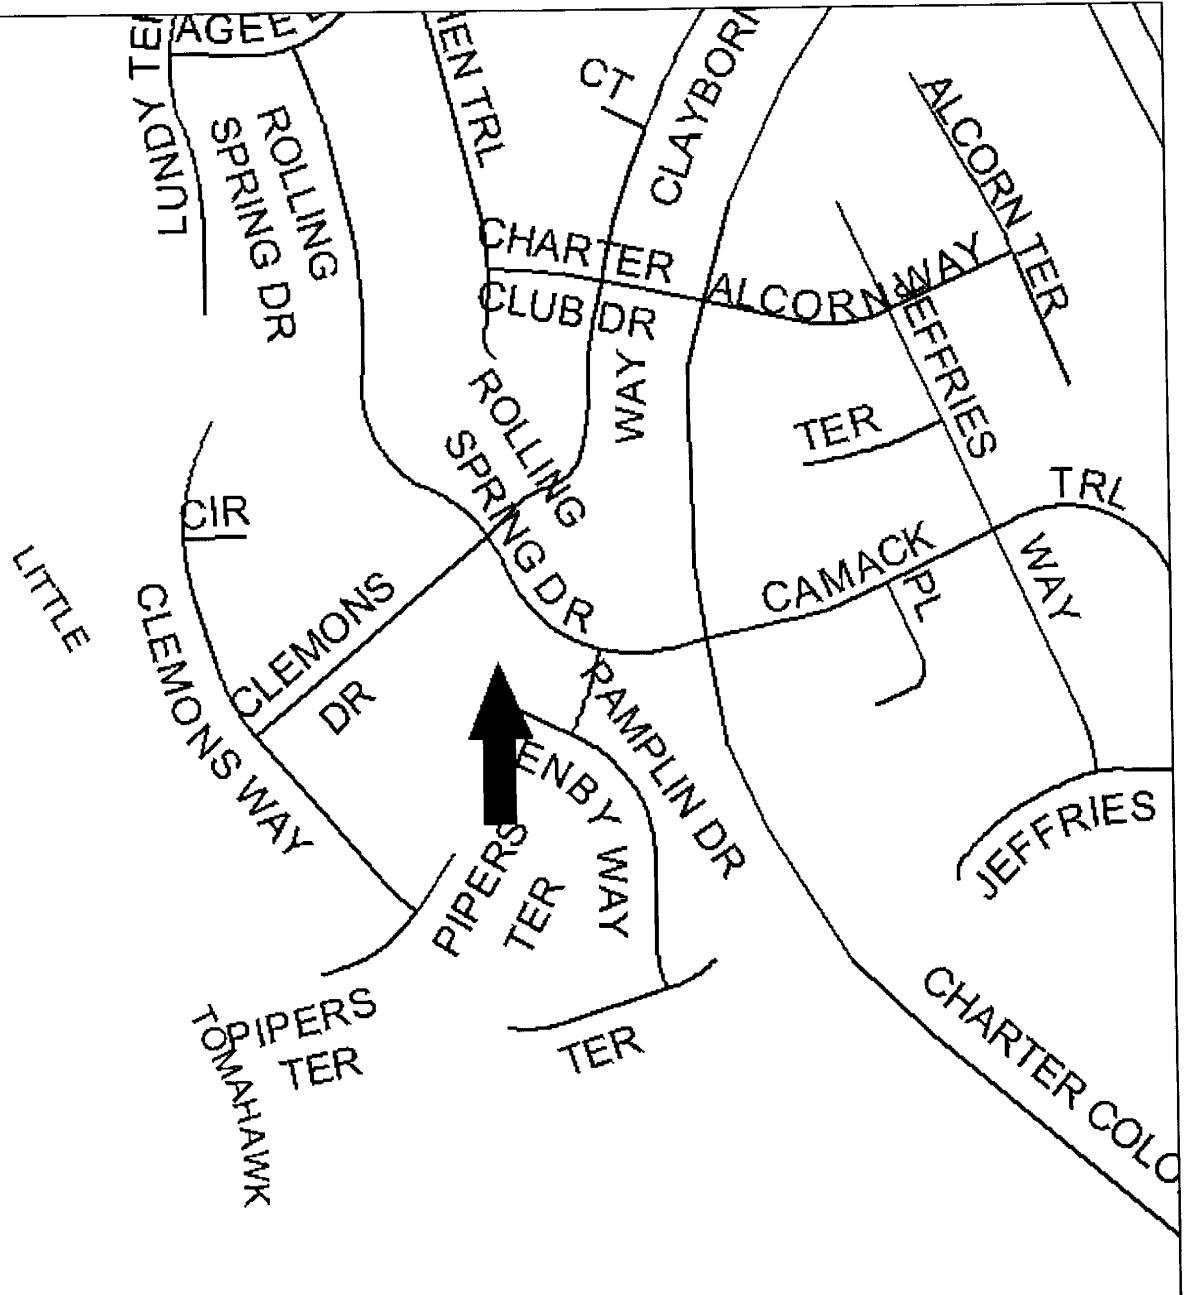 AGEE
LUNDY TE
ROLLING
SPRING DR
EN TRL
CT
CLAYBORN
WAY
ALCORN TER
CHARTER
CLUB DR
ALCORN WAY
JEFFRIES
WAY
TER
ROLLING
SPRING DR
CIR
LITTLE
CLEMONS
DR
CLEMONS WAY
CAMACK
TRL
PL
PAMPLIN DR
ENBY WAY
JEFFRIES
PIPERS
TER
PIPERS
TER
TOMAHAWK
TER
CHARTER COLO